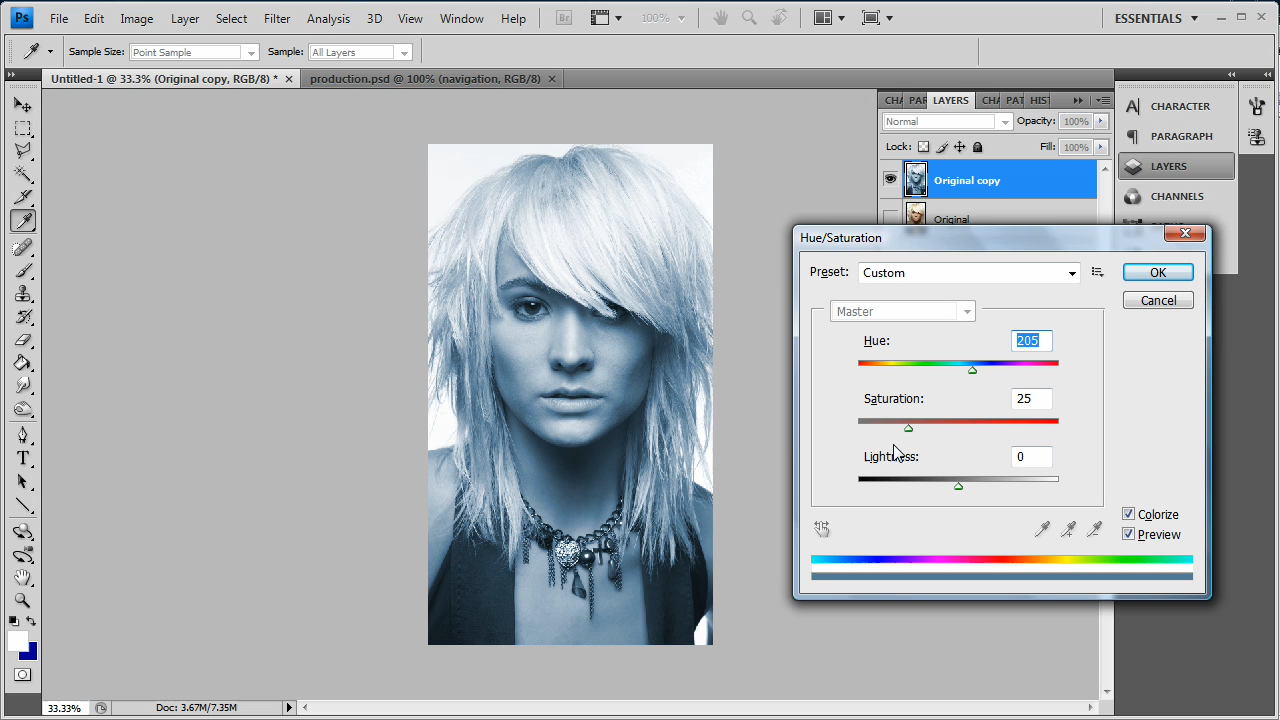 Ps File Edit Image Layer Select Filter Analysis 3D View Window Help Br 100% ESSENTIALS
Sample Size: Point Sample Sample: All Layers
Untitled-1 @ 33.3% (Original copy, RGB/8) * production.psd @ 100% (navigation, RGB/8)
CHA PAR LAYERS CHA PAT HIST
Normal Opacity: 100%
Lock: Fill: 100%
Original copy
Original
CHARACTER
PARAGRAPH
LAYERS
CHANNELS
Hue/Saturation
Preset: Custom OK
Cancel
Master
Hue: 205
Saturation: 25
Lightness: 0
Colorize
Preview
33.33% Doc: 3.67M/7.35M